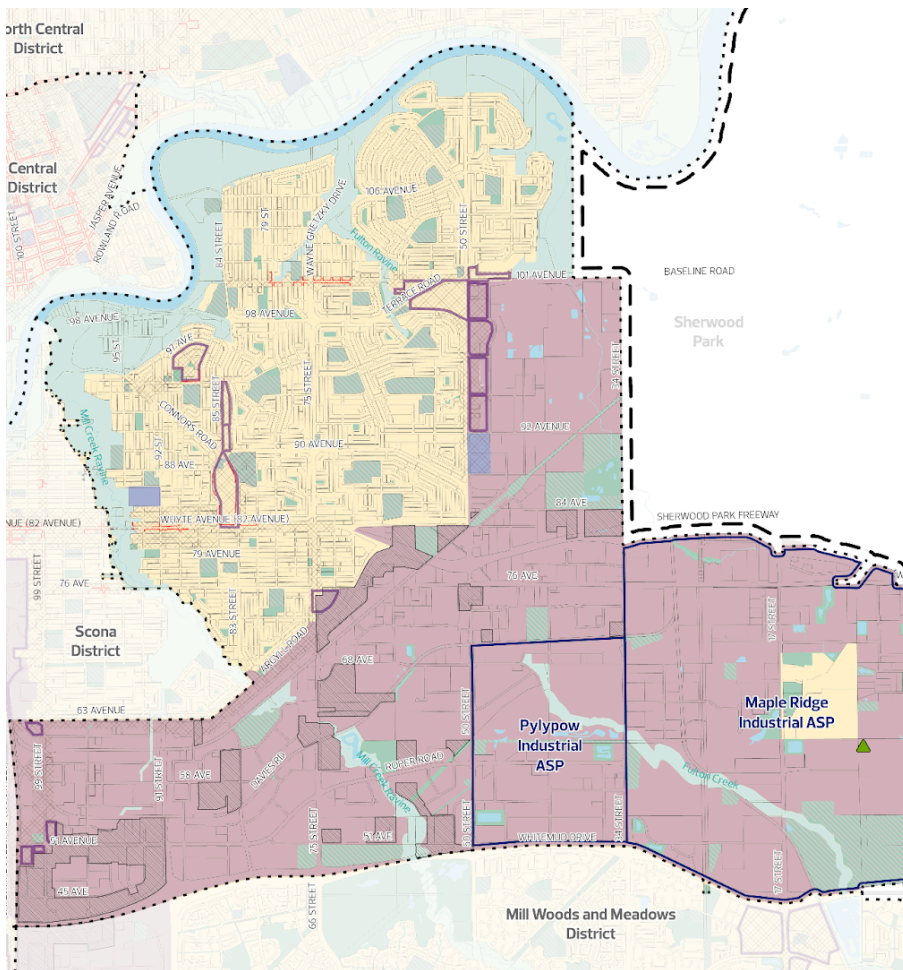 orth Central
District
Central
District
JASPER AVENUE
ROWLAND ROAD
100 STREET
106 AVENUE
WAYNE GRETZKY DRIVE
79 ST
84 STREET
50 STREET
Fulton Ravine
101 AVENUE
BASELINE ROAD
TERRACE ROAD
98 AVENUE
98 AVENUE
Sherwood
Park
95 ST
97 AVE
85 STREET
75 STREET
34 STREET
CONNORS ROAD
92 AVENUE
Mill Creek Ravine
92 ST
90 AVENUE
88 AVE
84 AVE
SHERWOOD PARK FREEWAY
NUE (82 AVENUE)
WHYTE AVENUE (82 AVENUE)
79 AVENUE
76 AVE
76 AVE
99 STREET
83 STREET
17 STREET
W
Scona
District
ARGYLL ROAD
68 AVE
63 AVENUE
50 STREET
Pylypow
Industrial
ASP
Maple Ridge
Industrial ASP
99 STREET
91 STREET
58 AVE
DAVIES RD
ROPER ROAD
Mill Creek Ravine
Fulton Creek
75 STREET
51 AVENUE
51 AVE
50 STREET
34 STREET
WHITEMUD DRIVE
45 AVE
17 STREET
66 STREET
Mill Woods and Meadows
District